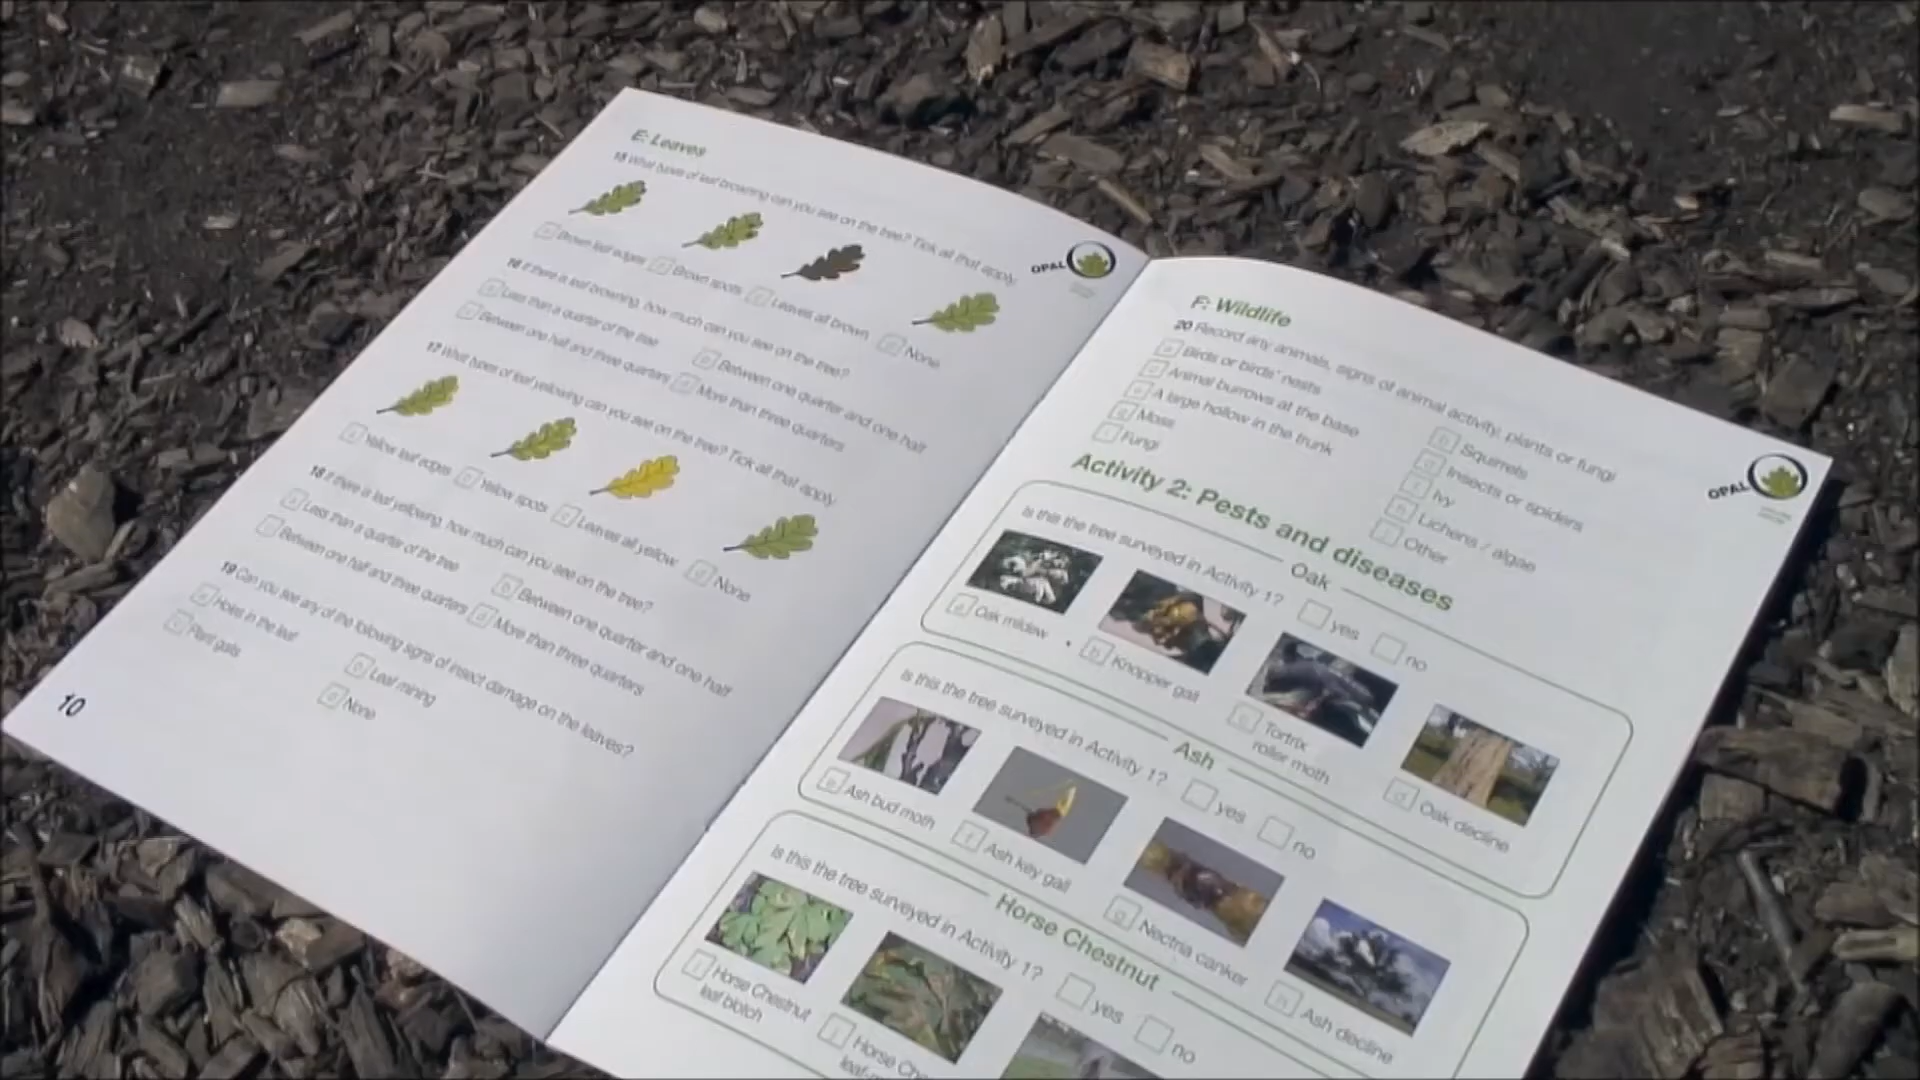 E: Leaves
15 What types of leaf browning can you see on the tree? Tick all that apply
a Brown leaf edges b Brown spots c Leaves all brown d None
16 If there is leaf browning, how much can you see on the tree?
a Less than a quarter of the tree b Between one quarter and one half
c Between one half and three quarters d More than three quarters
17 What types of leaf yellowing can you see on the tree? Tick all that apply
a Yellow leaf edges b Yellow spots c Leaves all yellow d None
18 If there is leaf yellowing, how much can you see on the tree?
a Less than a quarter of the tree b Between one quarter and one half
c Between one half and three quarters d More than three quarters
19 Can you see any of the following signs of insect damage on the leaves?
a Holes in the leaf b Leaf mining
c Plant galls d None
10
OPAL
F: Wildlife
20 Record any animals, signs of animal activity, plants or fungi
a Birds or birds' nests b Squirrels
c Animal burrows at the base d Insects or spiders
e A large hollow in the trunk f Ivy
g Moss h Lichens / algae
i Fungi j Other
OPAL
Activity 2: Pests and diseases
Oak
Is this the tree surveyed in Activity 1? yes no
a Oak mildew b Knopper gall c Tortrix roller moth d Oak decline
Ash
Is this the tree surveyed in Activity 1? yes no
e Ash bud moth f Ash key gall g Nectria canker h Ash decline
Horse Chestnut
Is this the tree surveyed in Activity 1? yes no
i Horse Chestnut leaf blotch j Horse